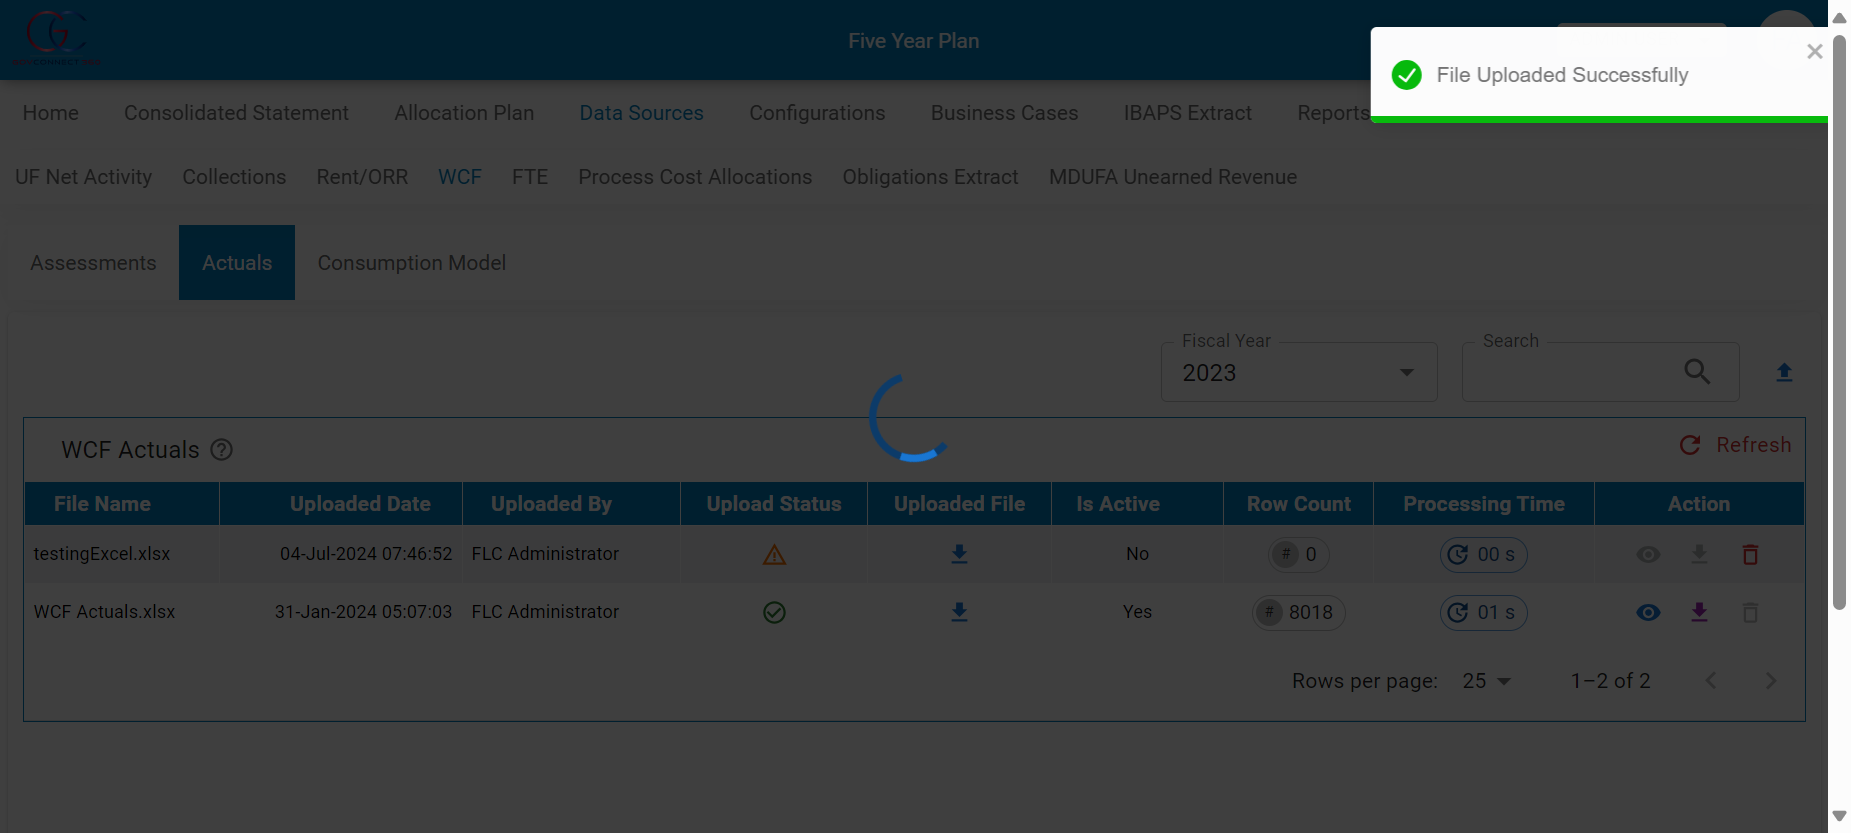 Five Year Plan
File Uploaded Successfully
Home Consolidated Statement Allocation Plan Data Sources Configurations Business Cases IBAPS Extract Reports
UF Net Activity Collections Rent/ORR WCF FTE Process Cost Allocations Obligations Extract MDUFA Unearned Revenue
Assessments Actuals Consumption Model
Fiscal Year Search
2023
WCF Actuals
Refresh
File Name Uploaded Date Uploaded By Upload Status Uploaded File Is Active Row Count Processing Time Action
testingExcel.xlsx 04-Jul-2024 07:46:52 FLC Administrator No # 0 00 s
WCF Actuals.xlsx 31-Jan-2024 05:07:03 FLC Administrator Yes # 8018 01 s
Rows per page: 25 1–2 of 2